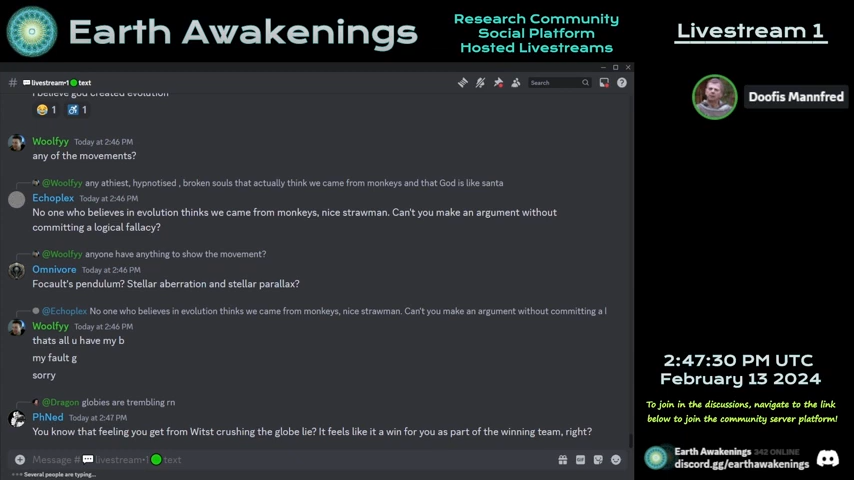 Earth Awakenings
Research Community
Social Platform
Hosted Livestreams
Livestream 1
# livestream•1 text
Search
I believe god created evolution
1 1
Woolfyy Today at 2:46 PM
any of the movements?
@Woolfyy any athiest, hypnotised , broken souls that actually think we came from monkeys and that God is like santa
Echoplex Today at 2:46 PM
No one who believes in evolution thinks we came from monkeys, nice strawman. Can't you make an argument without
committing a logical fallacy?
@Woolfyy anyone have anything to show the movement?
Omnivore Today at 2:46 PM
Focault's pendulum? Stellar aberration and stellar parallax?
@Echoplex No one who believes in evolution thinks we came from monkeys, nice strawman. Can't you make an argument without committing a l
Woolfyy Today at 2:46 PM
thats all u have my b
my fault g
sorry
@Dragon globies are trembling rn
PhNed Today at 2:47 PM
You know that feeling you get from Witst crushing the globe lie? It feels like it a win for you as part of the winning team, right?
Message # livestream•1 text
GIF
Several people are typing...
Doofis Mannfred
2:47:30 PM UTC
February 13 2024
To join in the discussions, navigate to the link
below to join the community server platform!
Earth Awakenings 342 ONLINE
discord.gg/earthawakenings